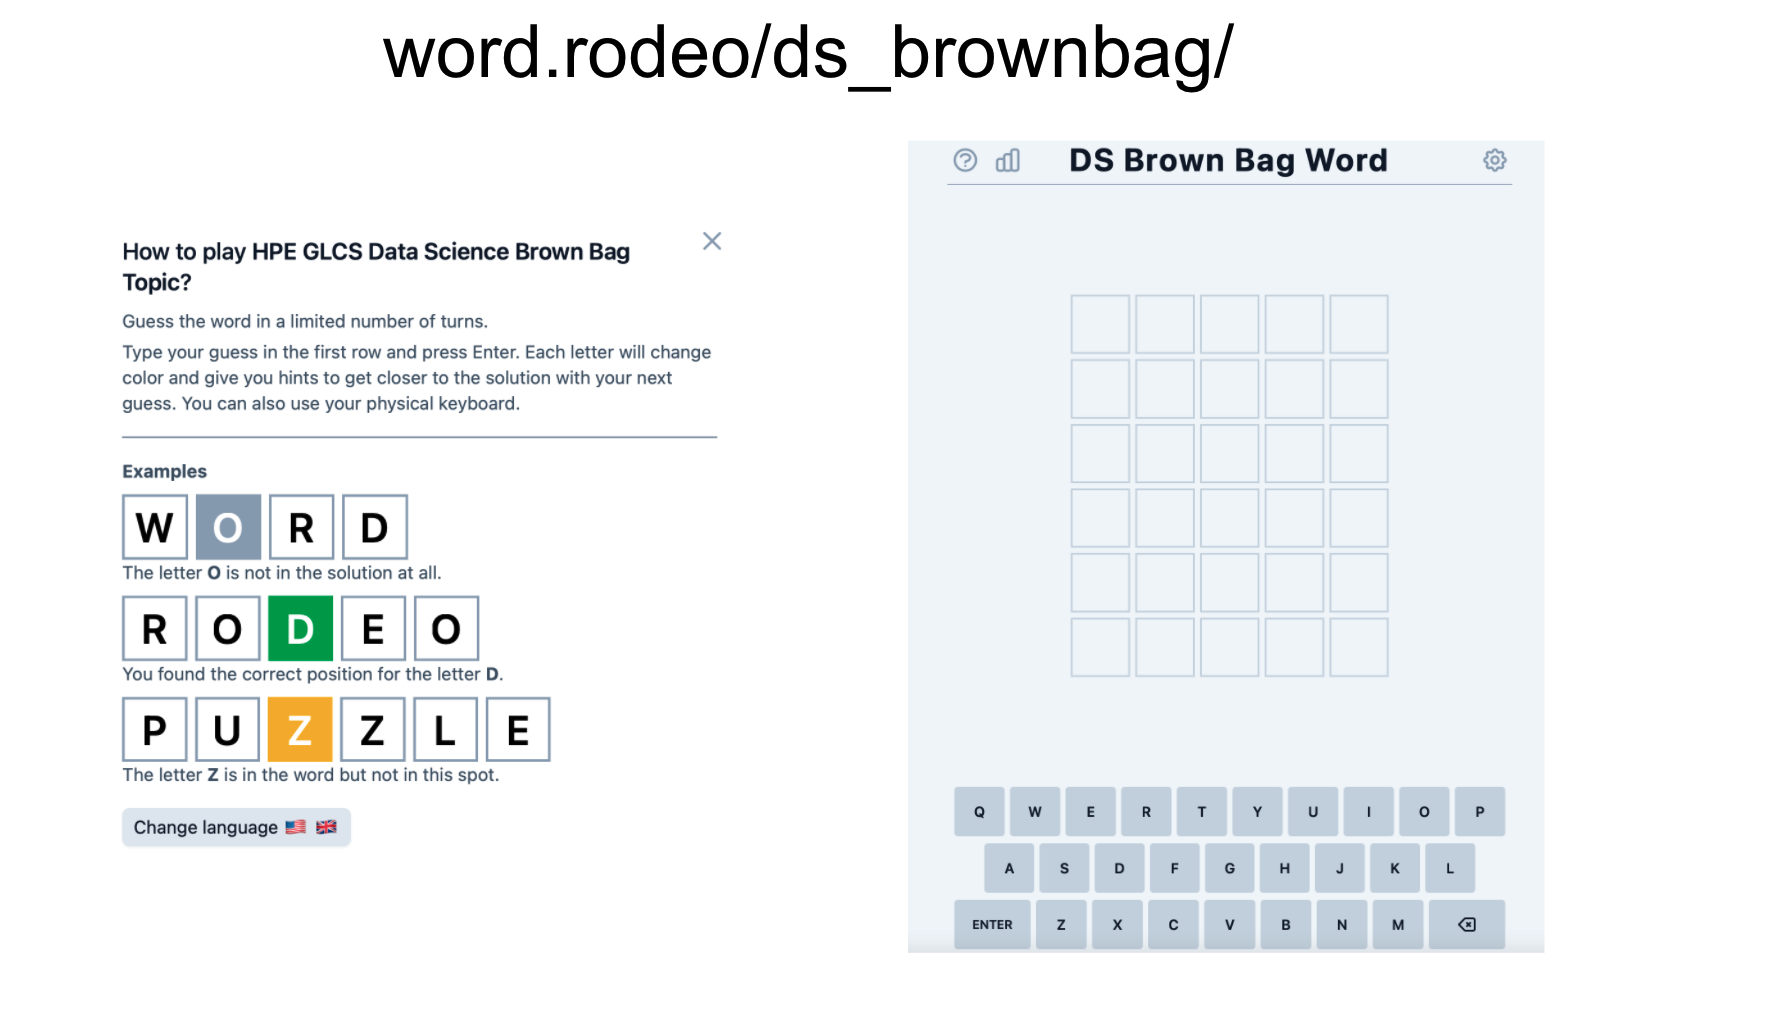 word.rodeo/ds_brownbag/
How to play HPE GLCS Data Science Brown Bag
Topic?
Guess the word in a limited number of turns.
Type your guess in the first row and press Enter. Each letter will change
color and give you hints to get closer to the solution with your next
guess. You can also use your physical keyboard.
Examples
W O R D
The letter O is not in the solution at all.
R O D E O
You found the correct position for the letter D.
P U Z Z L E
The letter Z is in the word but not in this spot.
Change language
DS Brown Bag Word
Q W E R T Y U I O P
A S D F G H J K L
ENTER Z X C V B N M